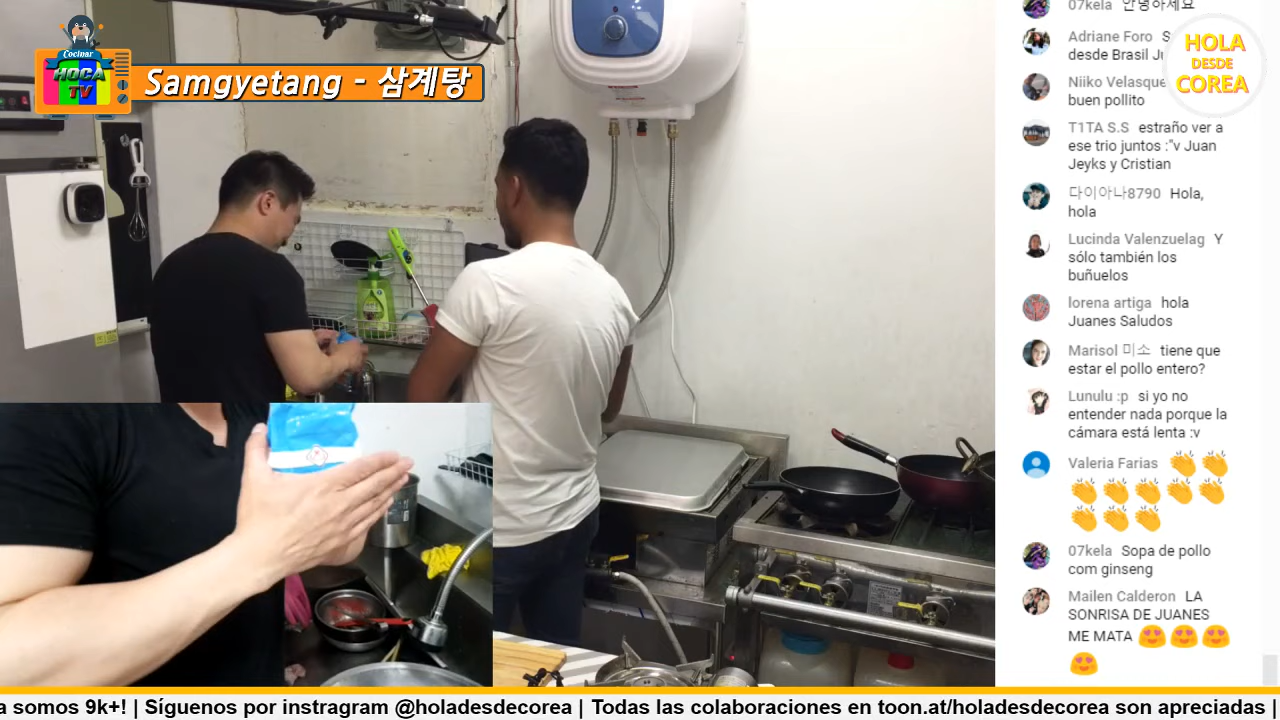 Cocinar
HOCA
TV
Samgyetang - 삼계탕
HOLA
DESDE
COREA
07kela 안녕하세요
Adriane Foro S
desde Brasil Ju
Niiko Velasque
buen pollito
T1TA S.S estraño ver a
ese trio juntos :"v Juan
Jeyks y Cristian
다이아나8790 Hola,
hola
Lucinda Valenzuelag Y
sólo también los
buñuelos
lorena artiga hola
Juanes Saludos
Marisol 미소 tiene que
estar el pollo entero?
Lunulu :p si yo no
entender nada porque la
cámara está lenta :v
Valeria Farias 👏👏
👏👏👏👏👏
👏👏👏
07kela Sopa de pollo
com ginseng
Mailen Calderon LA
SONRISA DE JUANES
ME MATA 😍😍😍
😍
a somos 9k+! | Síguenos por instragram @holadesdecorea | Todas las colaboraciones en toon.at/holadesdecorea son apreciadas |